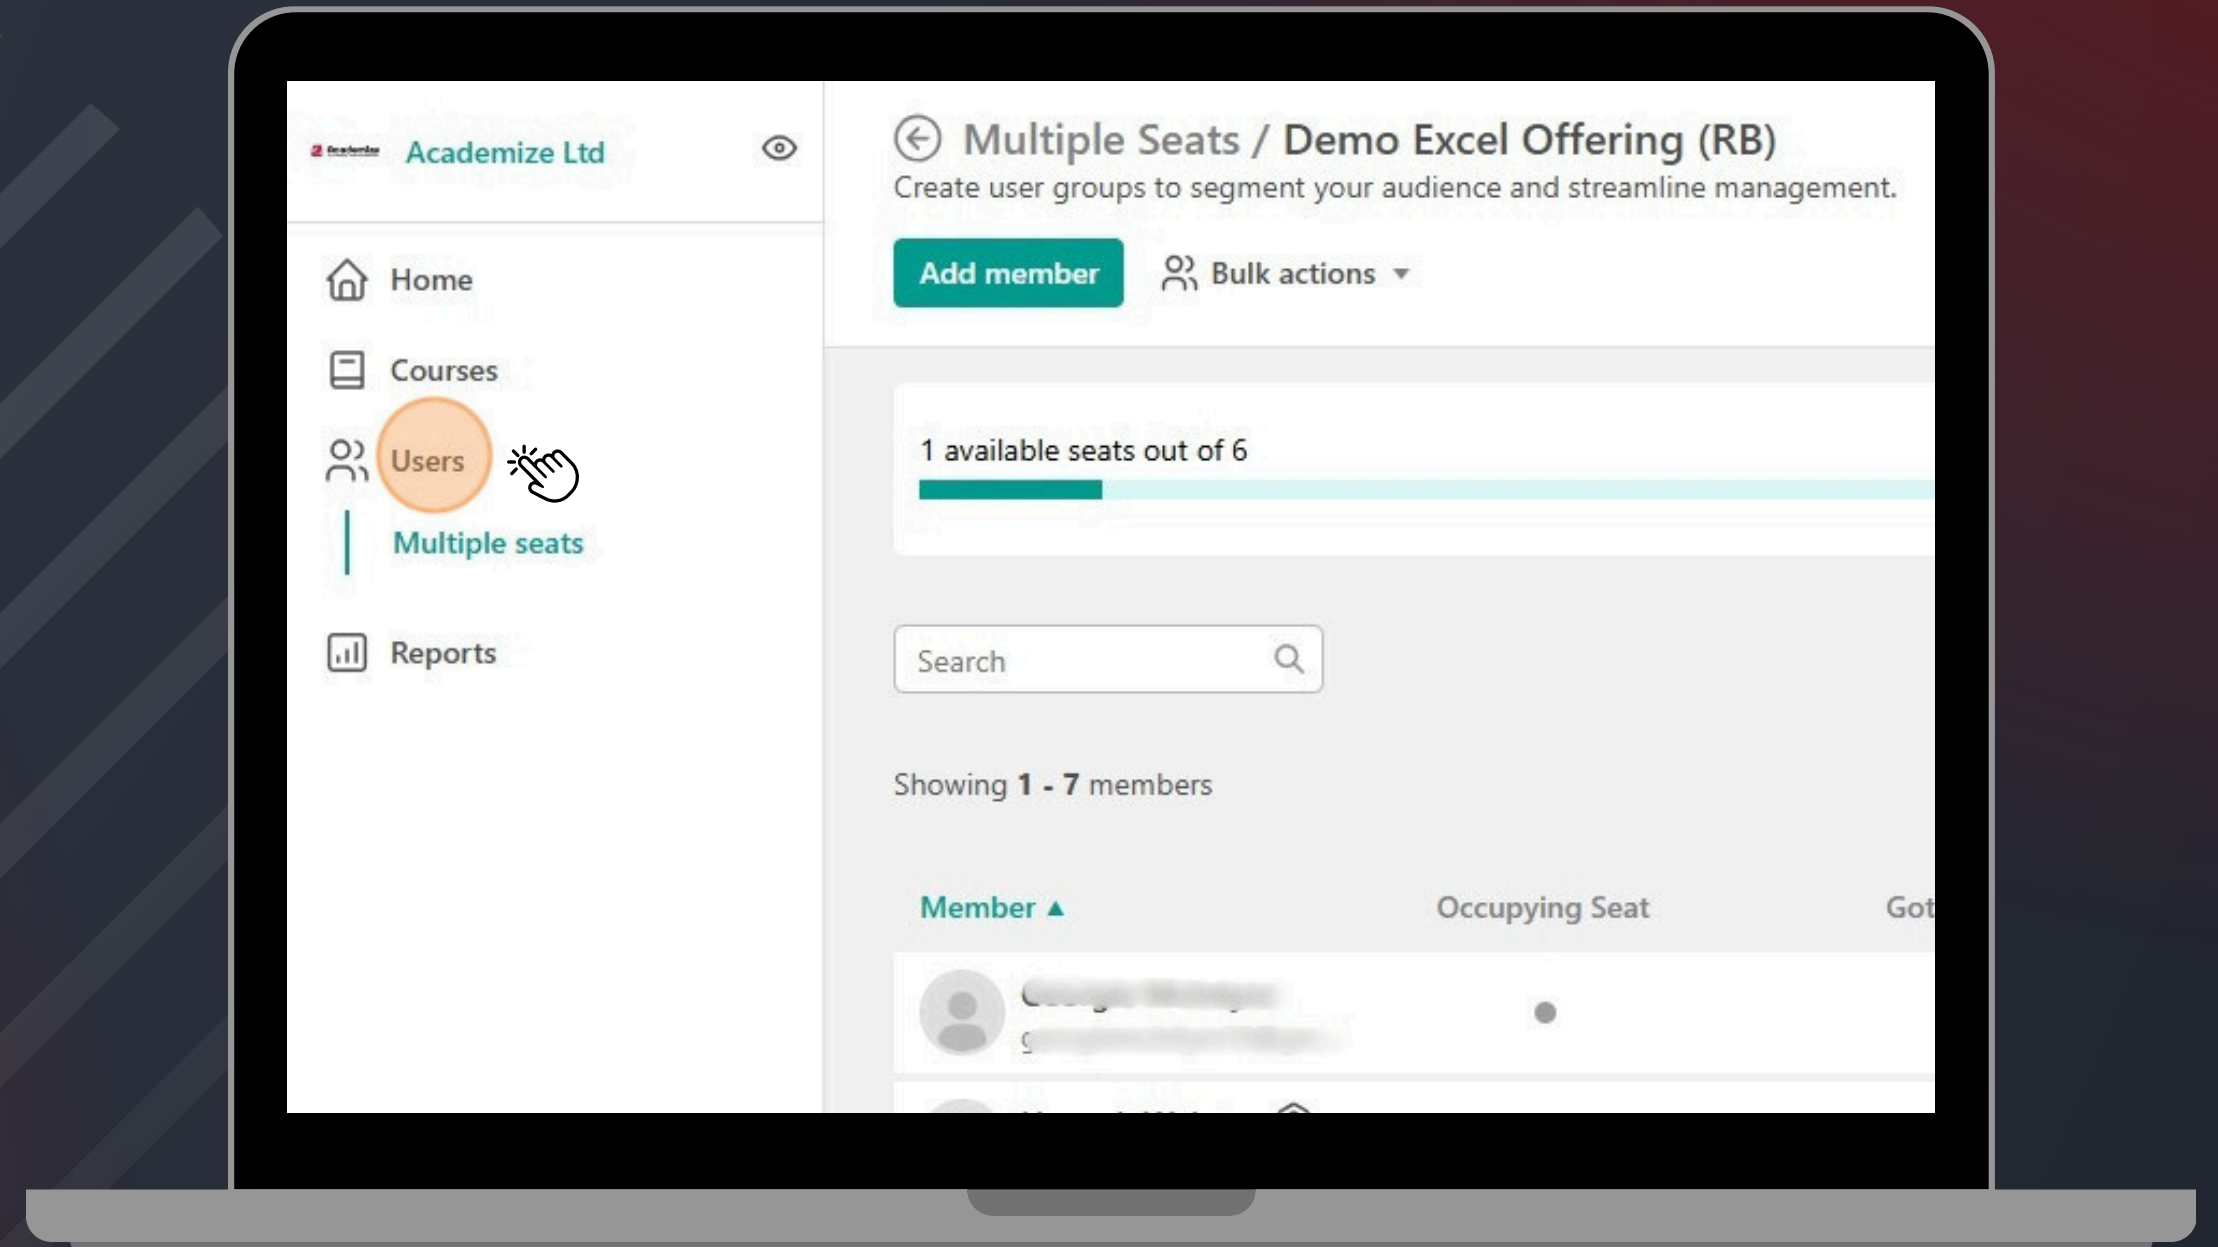 Academize Ltd
Home
Courses
Users
Multiple seats
Reports
Multiple Seats / Demo Excel Offering (RB)
Create user groups to segment your audience and streamline management.
Add member
Bulk actions
1 available seats out of 6
Search
Showing 1 - 7 members
Member ▲ Occupying Seat Got